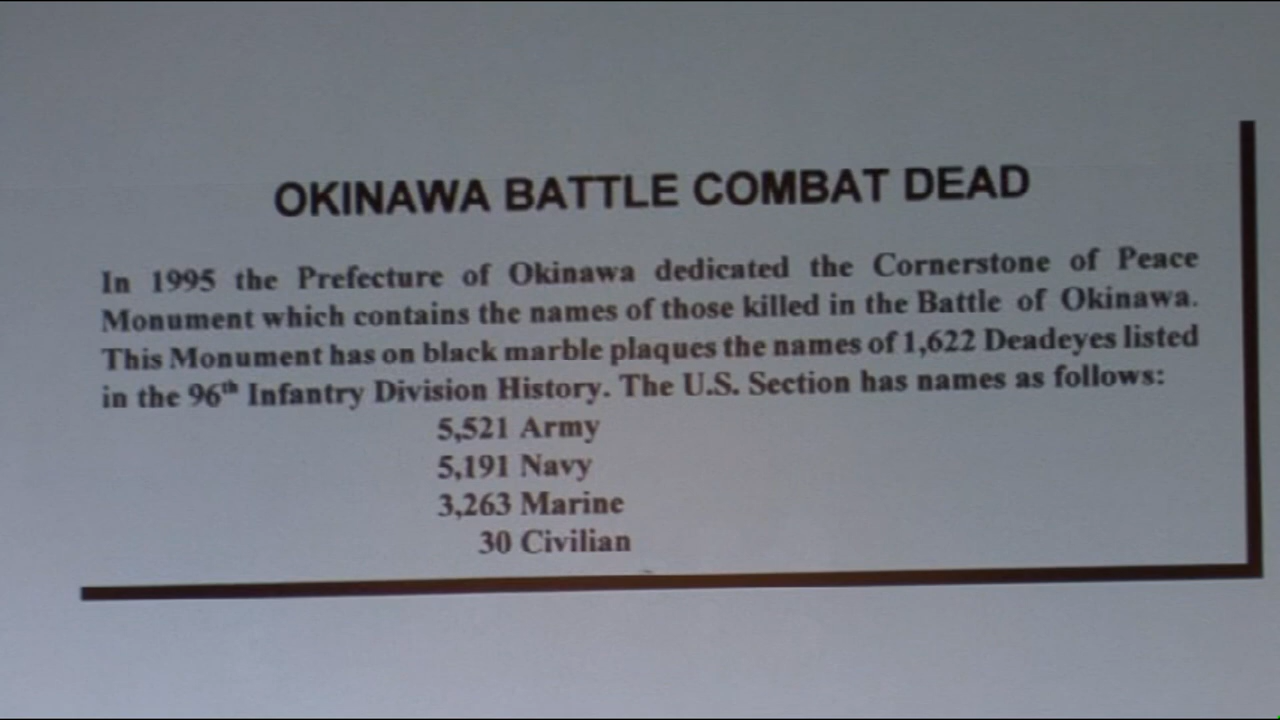 OKINAWA BATTLE COMBAT DEAD
In 1995 the Prefecture of Okinawa dedicated the Cornerstone of Peace
Monument which contains the names of those killed in the Battle of Okinawa.
This Monument has on black marble plaques the names of 1,622 Deadeyes listed
in the 96th Infantry Division History. The U.S. Section has names as follows:
5,521 Army
5,191 Navy
3,263 Marine
30 Civilian